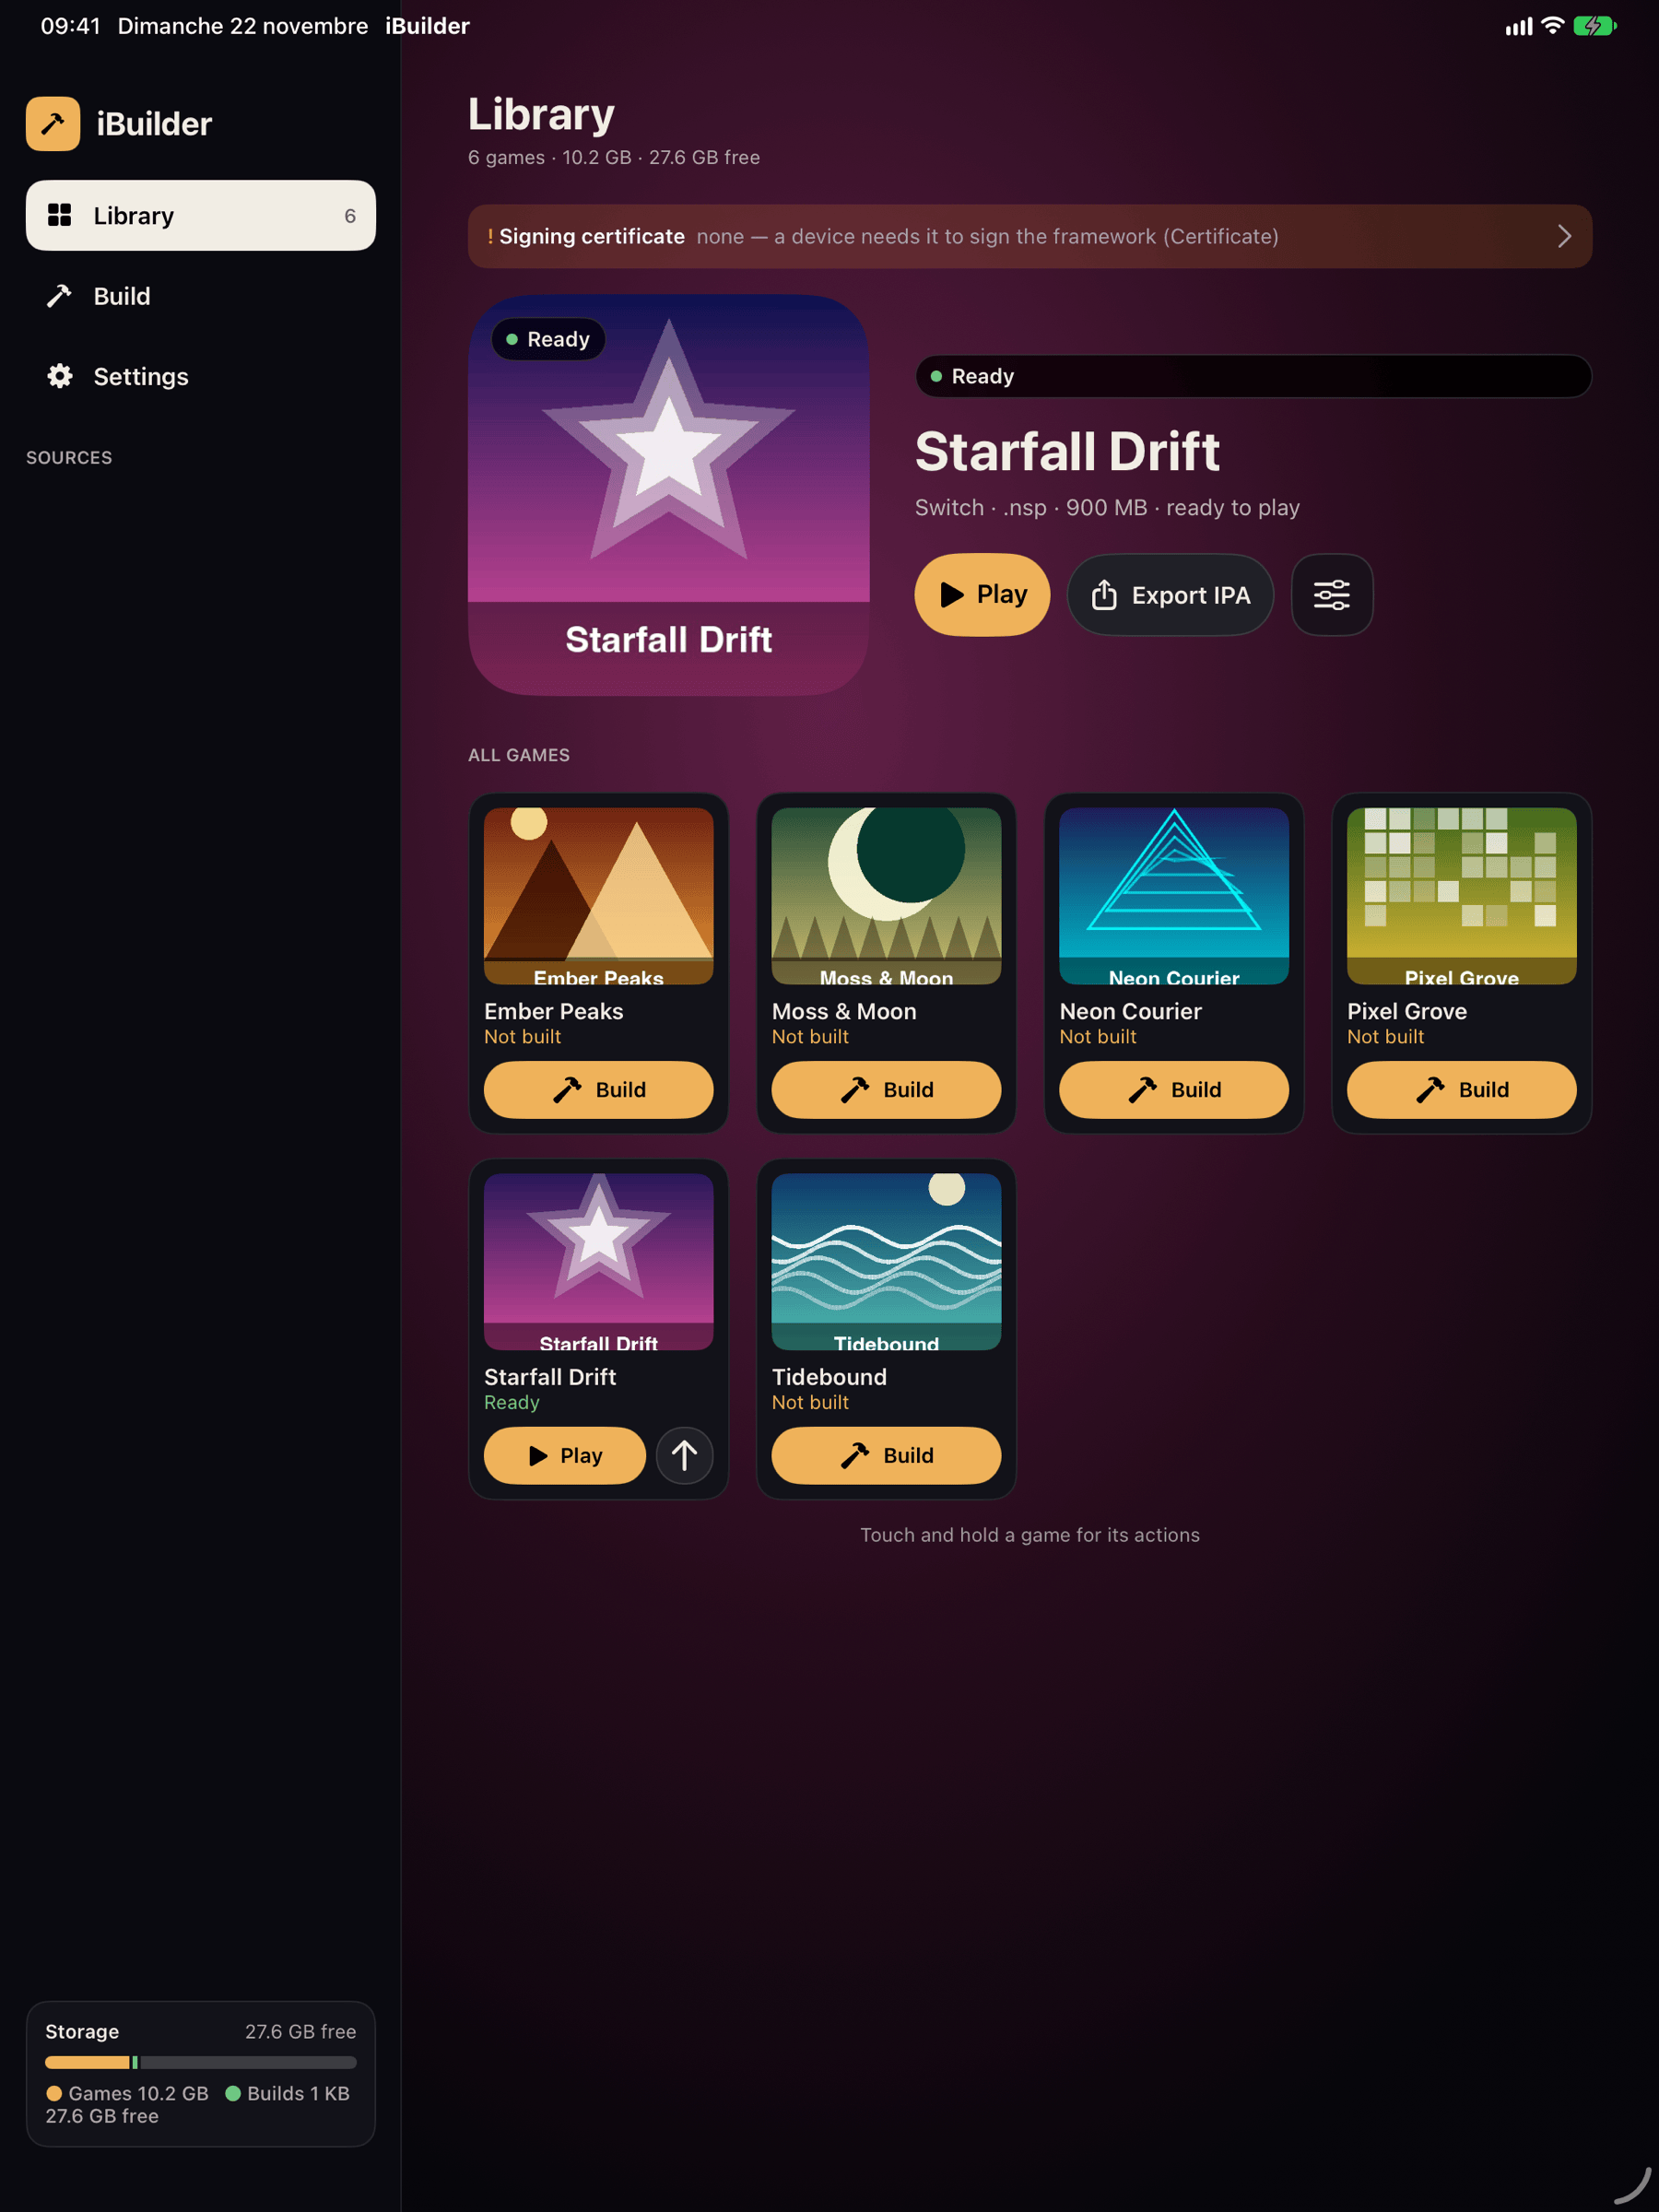 09:41 Dimanche 22 novembre iBuilder
iBuilder
Library 6
Build
Settings
SOURCES
Storage 27.6 GB free
Games 10.2 GB Builds 1 KB
27.6 GB free
Library
6 games · 10.2 GB · 27.6 GB free
! Signing certificate none — a device needs it to sign the framework (Certificate)
Ready
Starfall Drift
Ready
Starfall Drift
Switch · .nsp · 900 MB · ready to play
Play Export IPA
ALL GAMES
Ember Peaks Moss & Moon Neon Courier Pixel Grove
Ember Peaks Moss & Moon Neon Courier Pixel Grove
Not built Not built Not built Not built
Build Build Build Build
Starfall Drift Tidebound
Starfall Drift Tidebound
Ready Not built
Play Build
Touch and hold a game for its actions